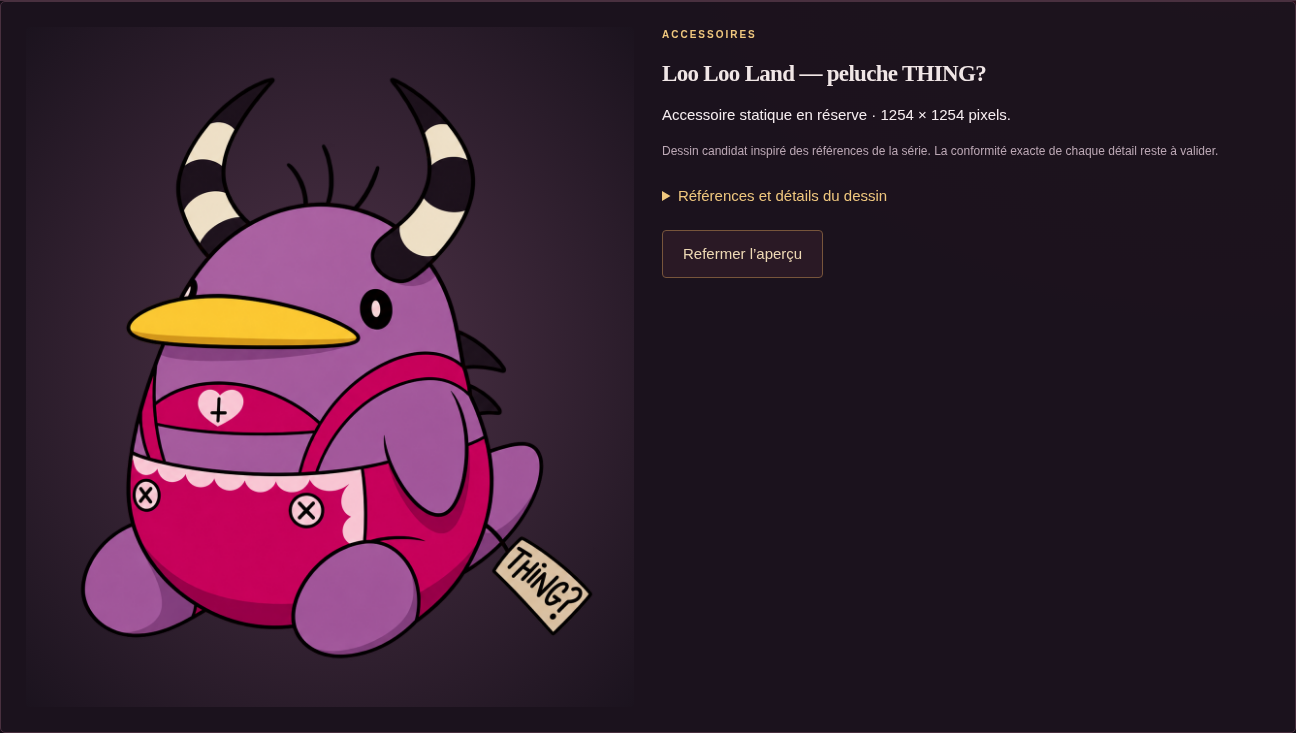 ACCESSOIRES
Loo Loo Land — peluche THING?
Accessoire statique en réserve · 1254 × 1254 pixels.
Dessin candidat inspiré des références de la série. La conformité exacte de chaque détail reste à valider.
Références et détails du dessin
Refermer l’aperçu
THiNG?